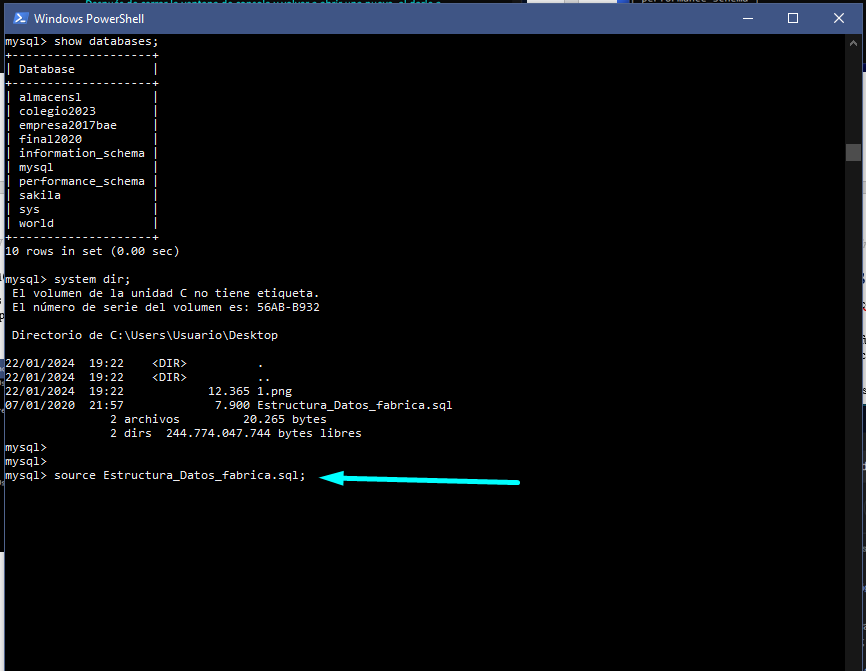 Windows PowerShell
mysql> show databases;
+--------------------+
| Database           |
+--------------------+
| almacensl          |
| colegio2023        |
| empresa2017bae     |
| final2020          |
| information_schema |
| mysql              |
| performance_schema |
| sakila             |
| sys                |
| world              |
+--------------------+
10 rows in set (0.00 sec)
mysql> system dir;
El volumen de la unidad C no tiene etiqueta.
El número de serie del volumen es: 56AB-B932
Directorio de C:\Users\Usuario\Desktop
22/01/2024  19:22    <DIR>          .
22/01/2024  19:22    <DIR>          ..
22/01/2024  19:22            12.365 1.png
07/01/2020  21:57             7.900 Estructura_Datos_fabrica.sql
2 archivos         20.265 bytes
2 dirs  244.774.047.744 bytes libres
mysql>
mysql>
mysql> source Estructura_Datos_fabrica.sql;